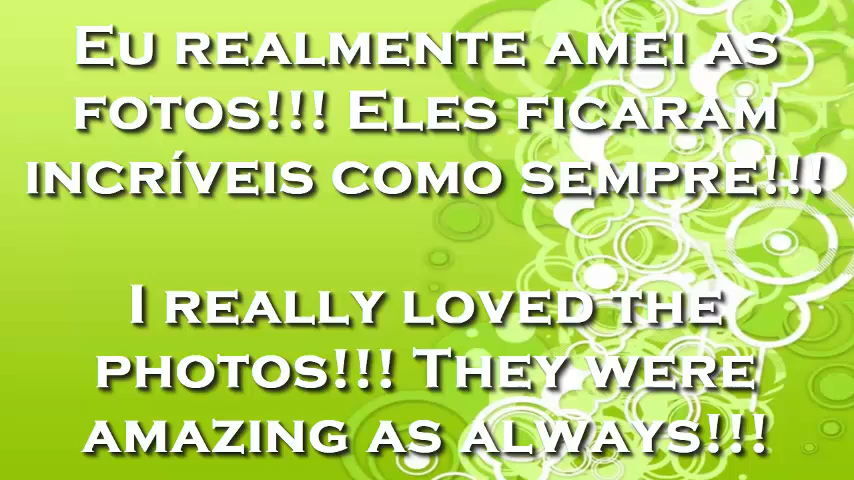 Eu realmente amei as
fotos!!! Eles ficaram
incríveis como sempre!!!
I really loved the
photos!!! They were
amazing as always!!!